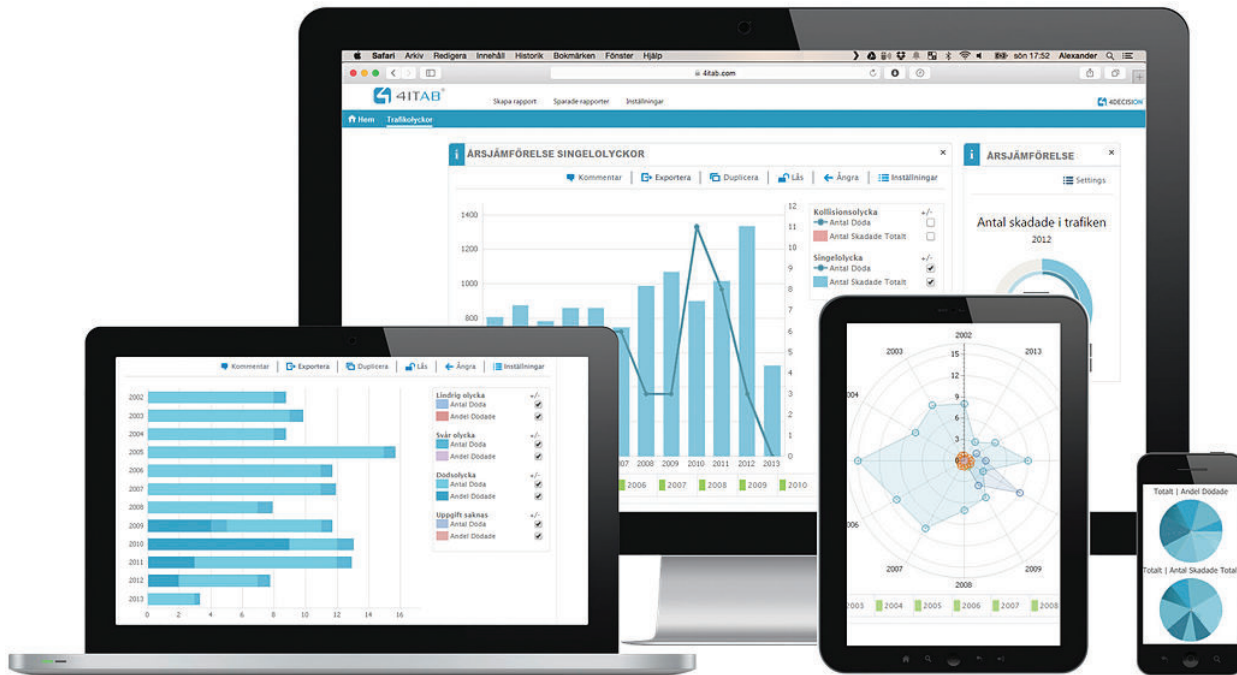 Safari Arkiv Redigera Innehåll Historik Bokmärken Fönster Hjälp sön 17:52 Alexander
4itab.com
4ITAB®
Skapa rapport Sparade rapporter Inställningar
4DECISION
Hem Trafikolyckor
ÅRSJÄMFÖRELSE SINGELOLYCKOR
Kommentar Exportera Duplicera Lås Ångra Inställningar
1400
1200
1000
800
12
11
10
9
8
7
6
5
4
3
2
1
0
07 2008 2009 2010 2011 2012 2013
2006 2007 2008 2009 2010
Kollisionsolycka +/-
Antal Döda
Antal Skadade Totalt
Singelolycka +/-
Antal Döda
Antal Skadade Totalt
ÅRSJÄMFÖRELSE
Settings
Antal skadade i trafiken
2012
Kommentar Exportera Duplicera Lås Ångra Inställningar
2002
2003
2004
2005
2006
2007
2008
2009
2010
2011
2012
2013
0 2 4 6 8 10 12 14 16
Lindrig olycka +/-
Antal Döda
Andel Dödade
Svår olycka +/-
Antal Döda
Andel Dödade
Dödsolycka +/-
Antal Döda
Andel Dödade
Uppgift saknas +/-
Antal Döda
Andel Dödade
2002
2003 2013
15
12
9
6
3
0
004
006
2007 2009
2008
2003 2004 2005 2006 2007 2008
Totalt | Andel Dödade
Totalt | Antal Skadade Total